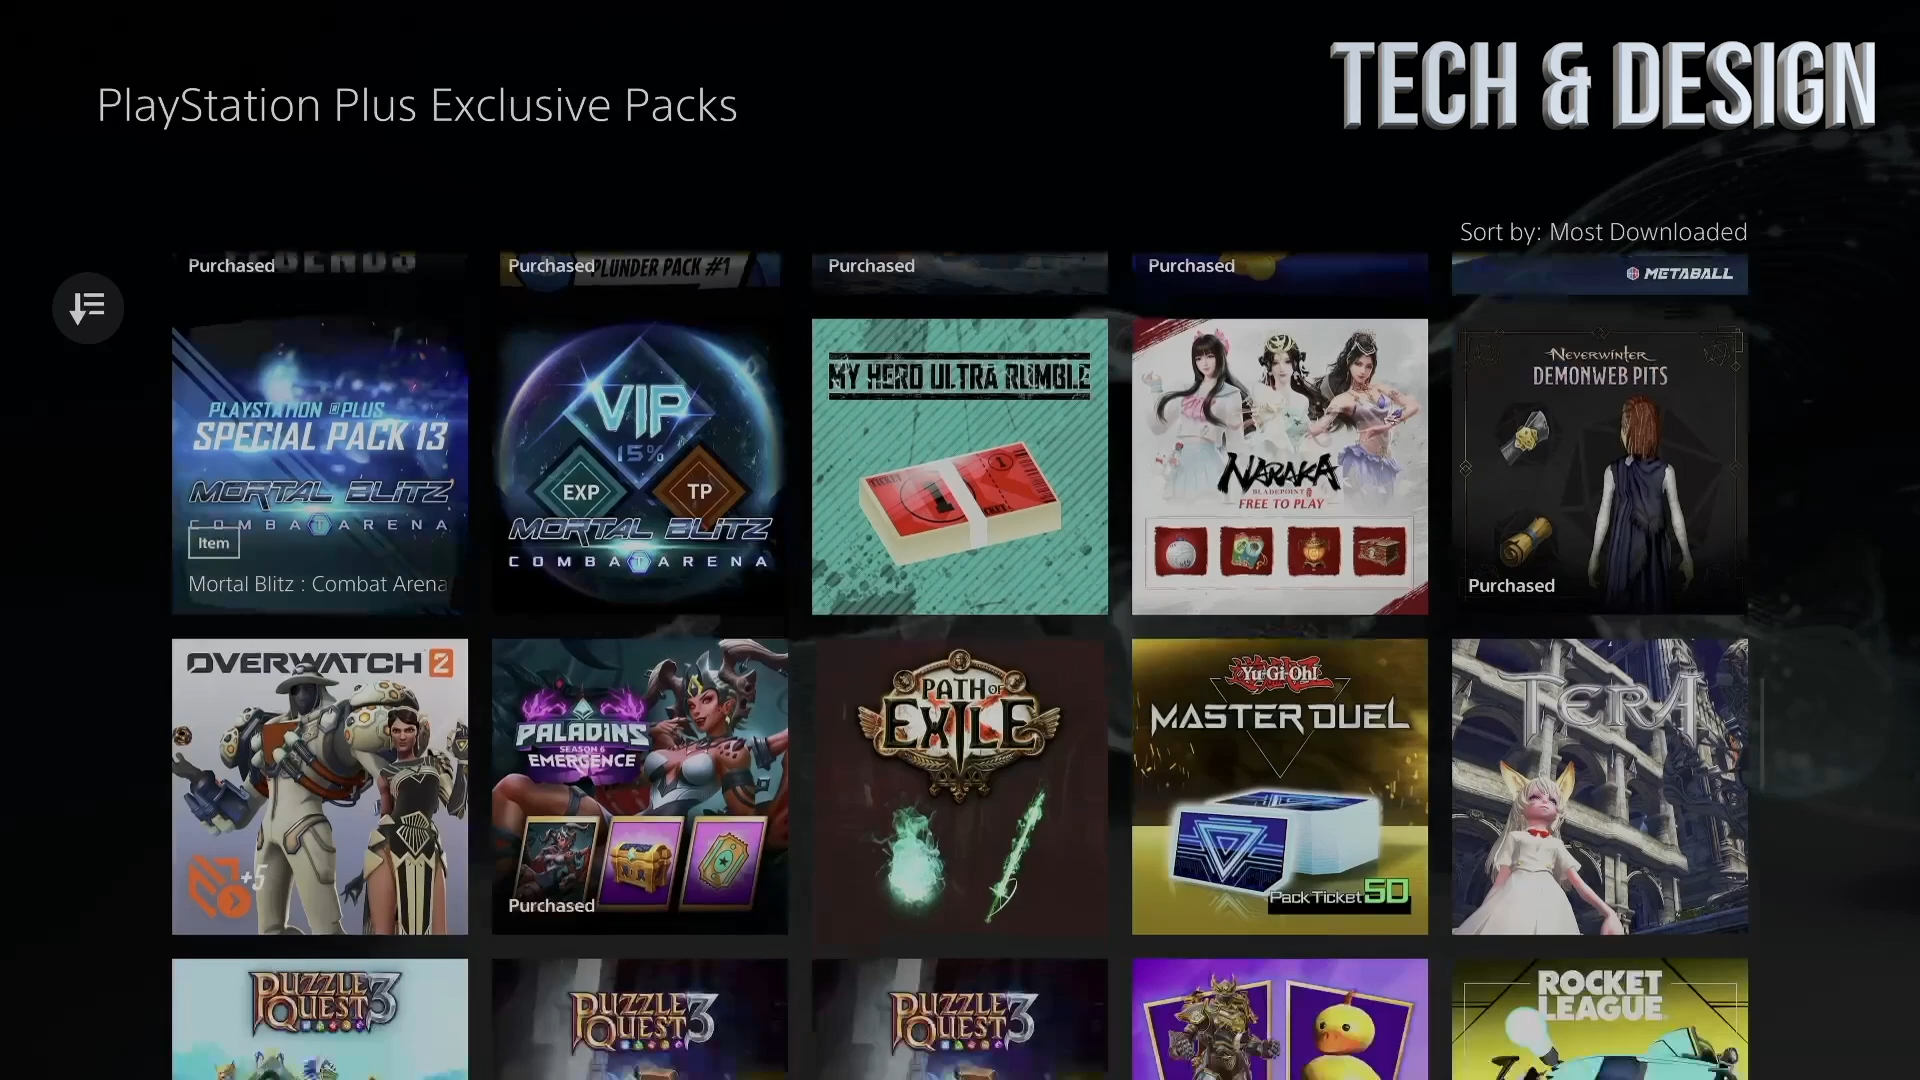 TECH & DESIGN
PlayStation Plus Exclusive Packs
Sort by: Most Downloaded
Purchased
Purchased
PLUNDER PACK #1
Purchased
Purchased
METABALL
PLAYSTATION PLUS
SPECIAL PACK 13
MORTAL BLITZ
COMBAT ARENA
Item
Mortal Blitz : Combat Arena
VIP
15%
EXP
TP
MORTAL BLITZ
COMBAT ARENA
MY HERO ULTRA RUMBLE
TICKET
1
1
NARAKA
BLADEPOINT
FREE TO PLAY
NEVERWINTER
DEMONWEB PITS
Purchased
OVERWATCH 2
+5
PALADINS
SEASON 6
EMERGENCE
Purchased
PATH OF
EXILE
Yu-Gi-Oh!
MASTER DUEL
Pack Ticket 50
TERA
PUZZLE
QUEST 3
PUZZLE
QUEST 3
PUZZLE
QUEST 3
ROCKET
LEAGUE